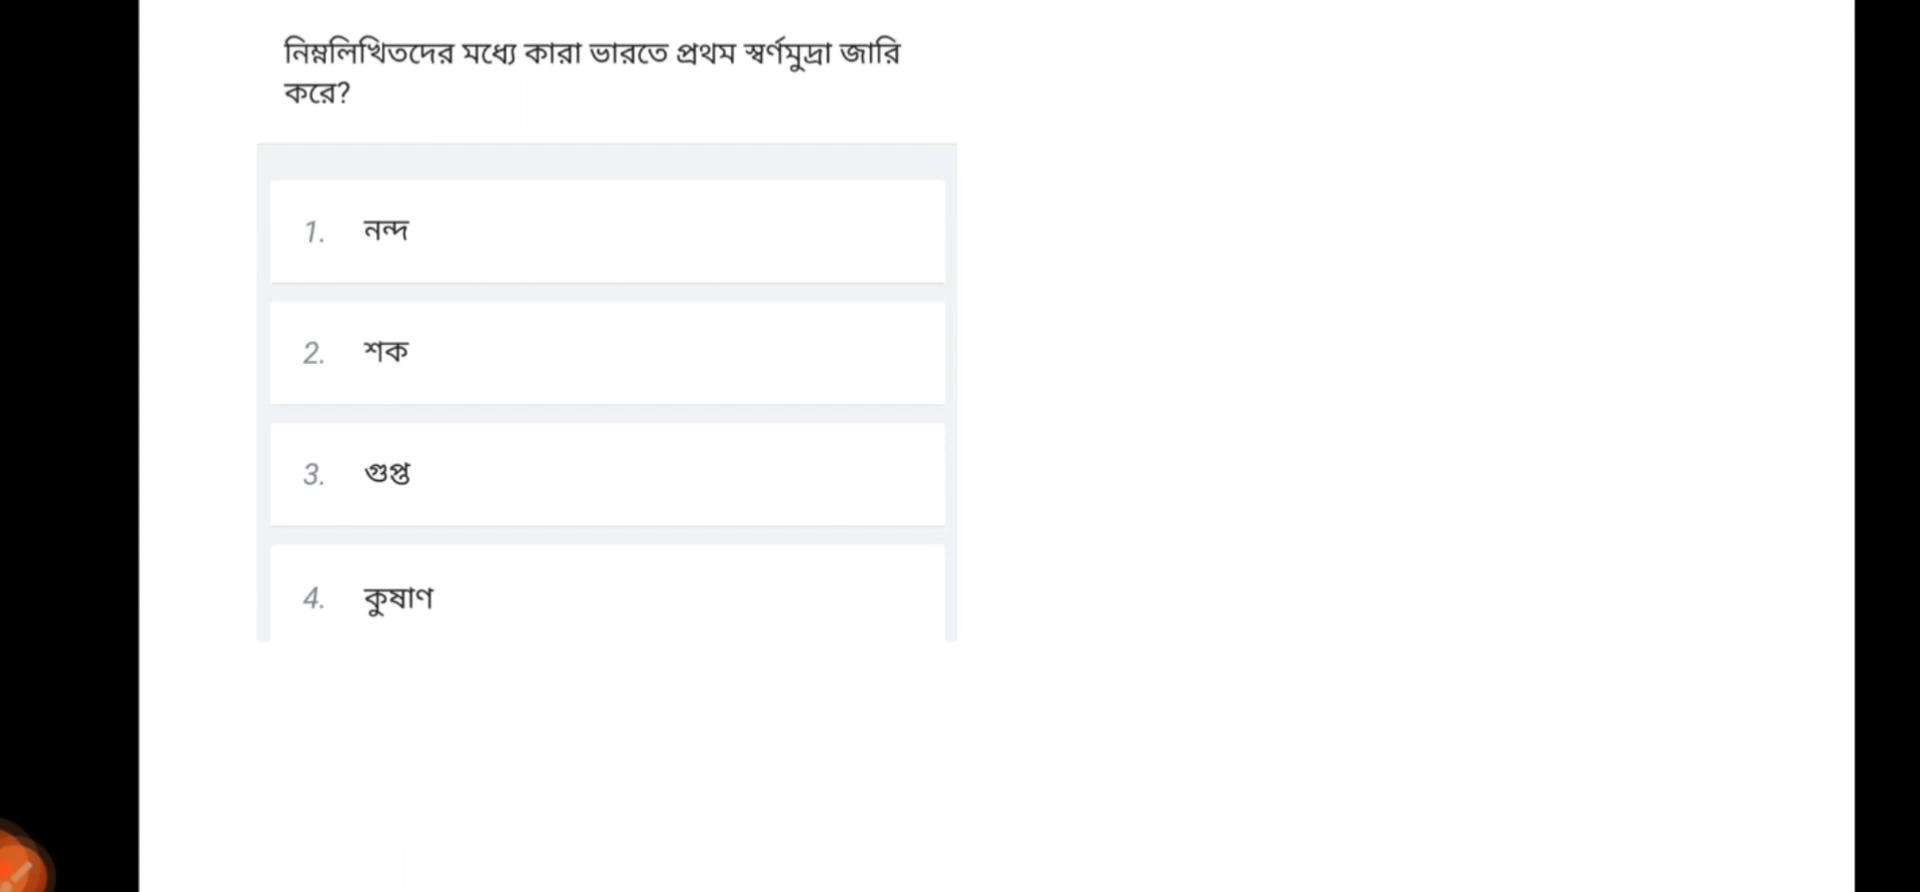 নিম্নলিখিতদের মধ্যে কারা ভারতে প্রথম স্বর্ণমুদ্রা জারি
করে?
1. নন্দ
2. শক
3. গুপ্ত
4. কুষাণ